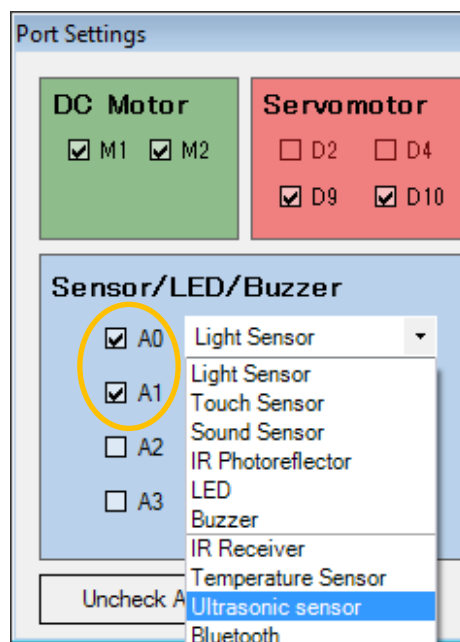 Port Settings
DC Motor
M1 M2
Servomotor
D2 D4
D9 D10
Sensor/LED/Buzzer
A0 Light Sensor
A1
A2
A3
Light Sensor
Touch Sensor
Sound Sensor
IR Photoreflector
LED
Buzzer
IR Receiver
Temperature Sensor
Ultrasonic sensor
Bluetooth
Uncheck A